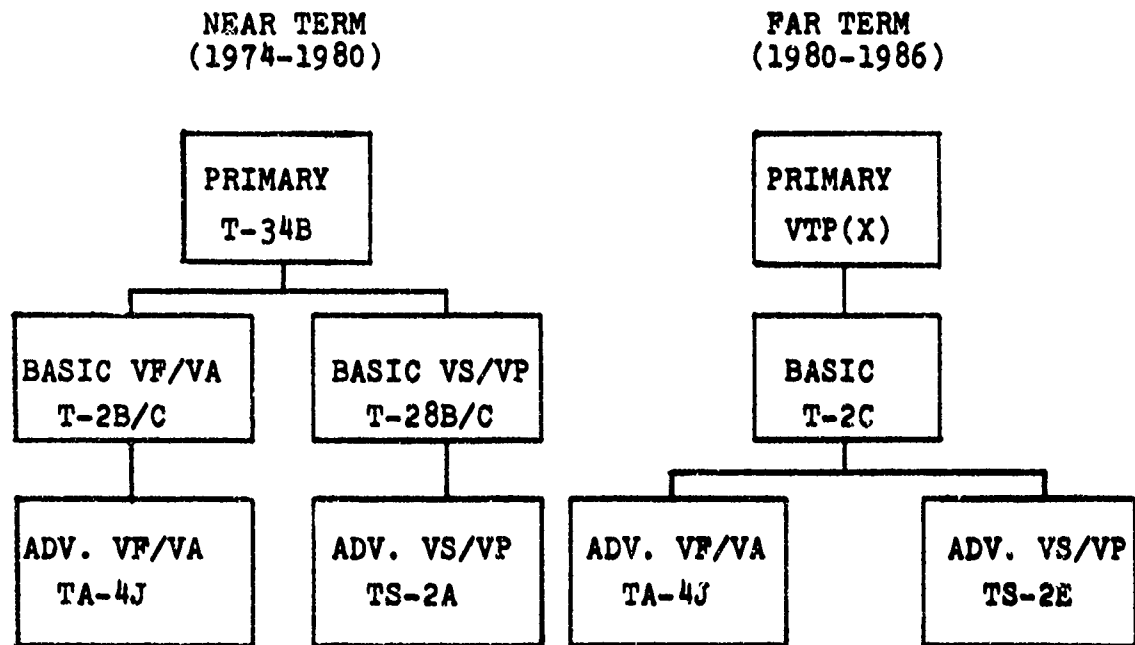 NEAR TERM
(1974-1980)
PRIMARY
T-34B
BASIC VF/VA
T-2B/C
BASIC VS/VP
T-28B/C
ADV. VF/VA
TA-4J
ADV. VS/VP
TS-2A
FAR TERM
(1980-1986)
PRIMARY
VTP(X)
BASIC
T-2C
ADV. VF/VA
TA-4J
ADV. VS/VP
TS-2E